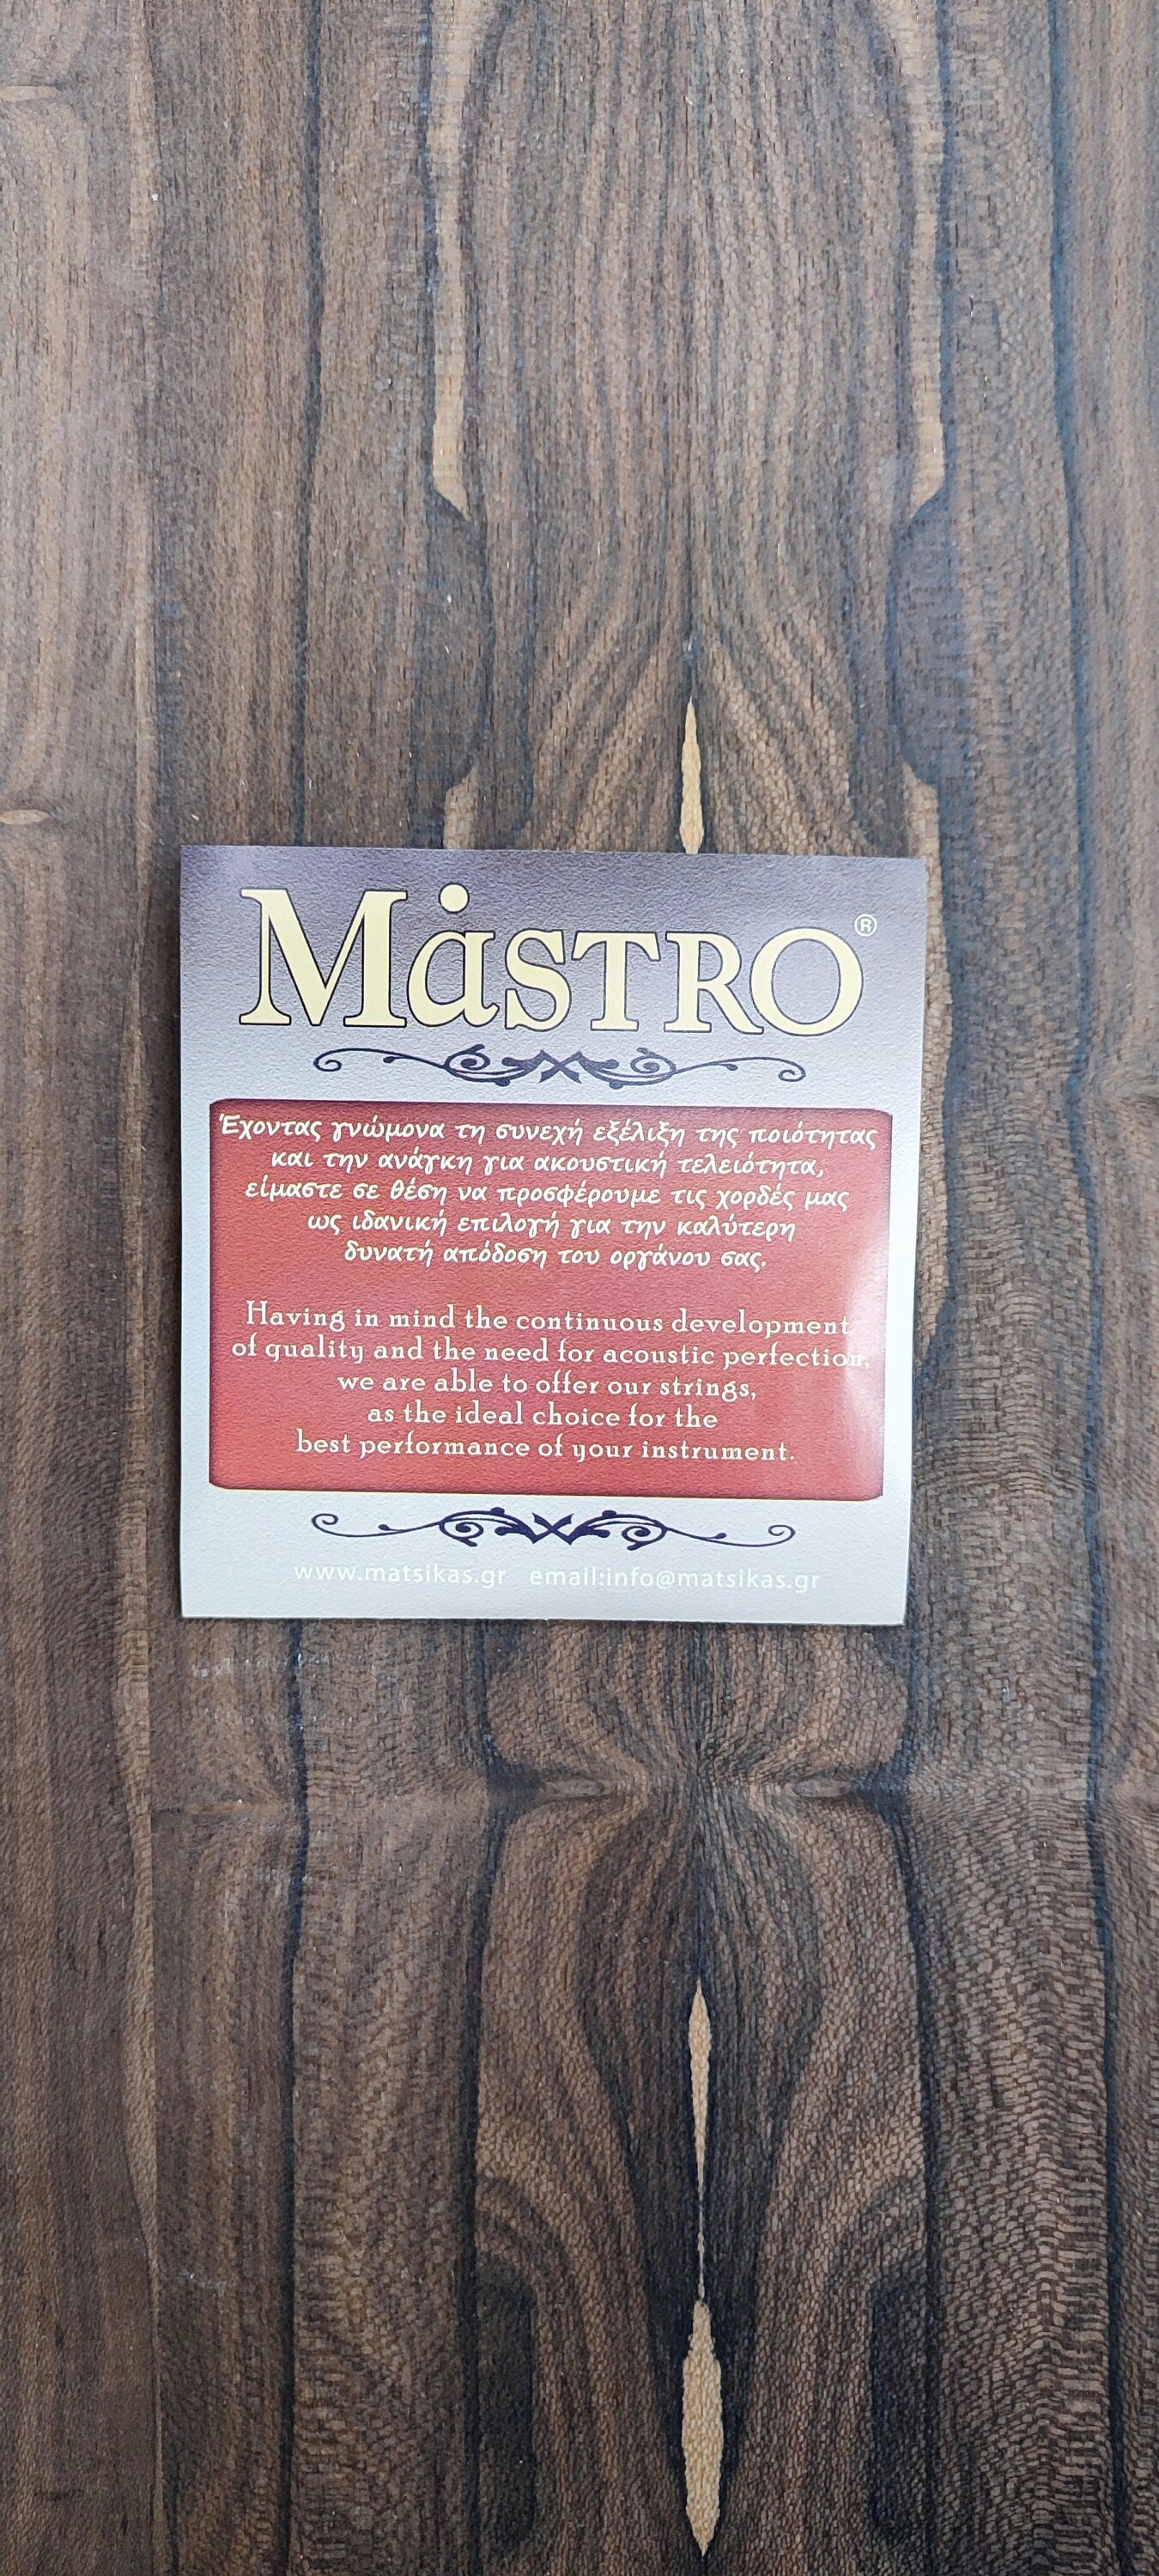 MȧSTRO®
Έχοντας γνώμονα τη συνεχή εξέλιξη της ποιότητας
και την ανάγκη για ακουστική τελειότητα,
είμαστε σε θέση να προσφέρουμε τις χορδές μας
ως ιδανική επιλογή για την καλύτερη
δυνατή απόδοση του οργάνου σας.
Having in mind the continuous development
of quality and the need for acoustic perfection,
we are able to offer our strings,
as the ideal choice for the
best performance of your instrument.
www.matsikas.gr email:info@matsikas.gr